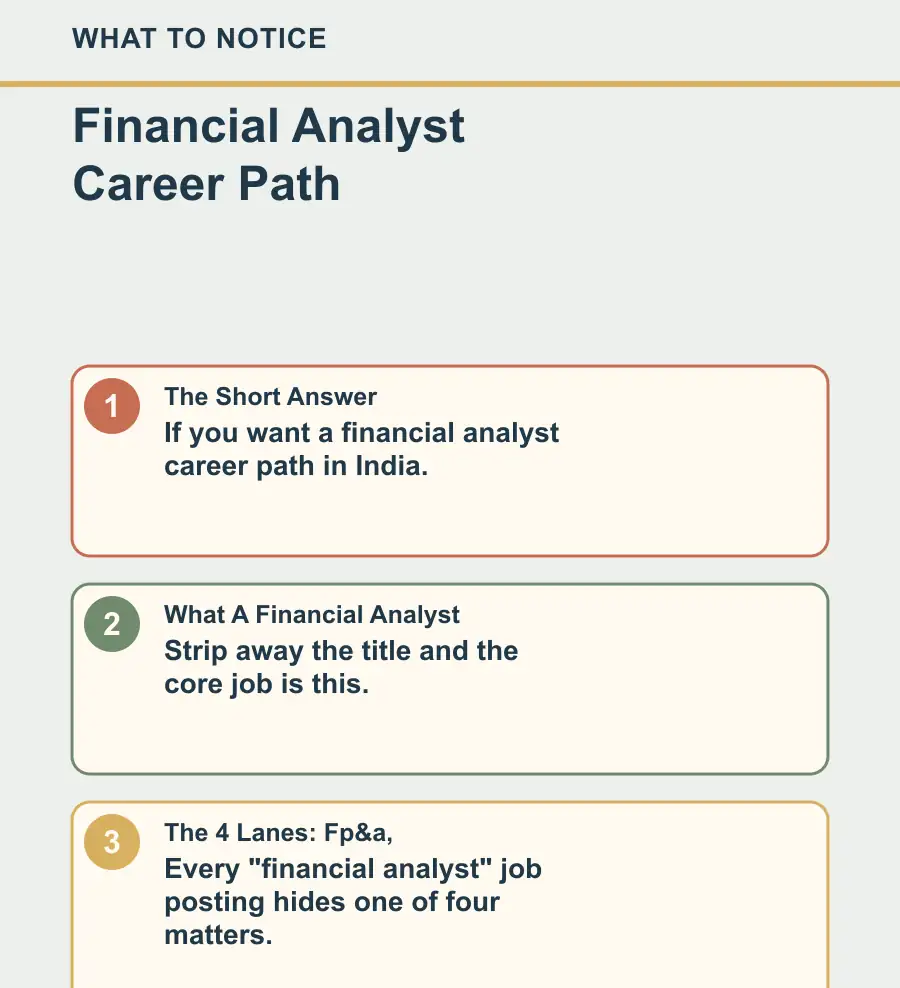 WHAT TO NOTICE
Financial Analyst
Career Path
1
The Short Answer
If you want a financial analyst
career path in India.
2
What A Financial Analyst
Strip away the title and the
core job is this.
3
The 4 Lanes: Fp&a,
Every "financial analyst" job
posting hides one of four
matters.